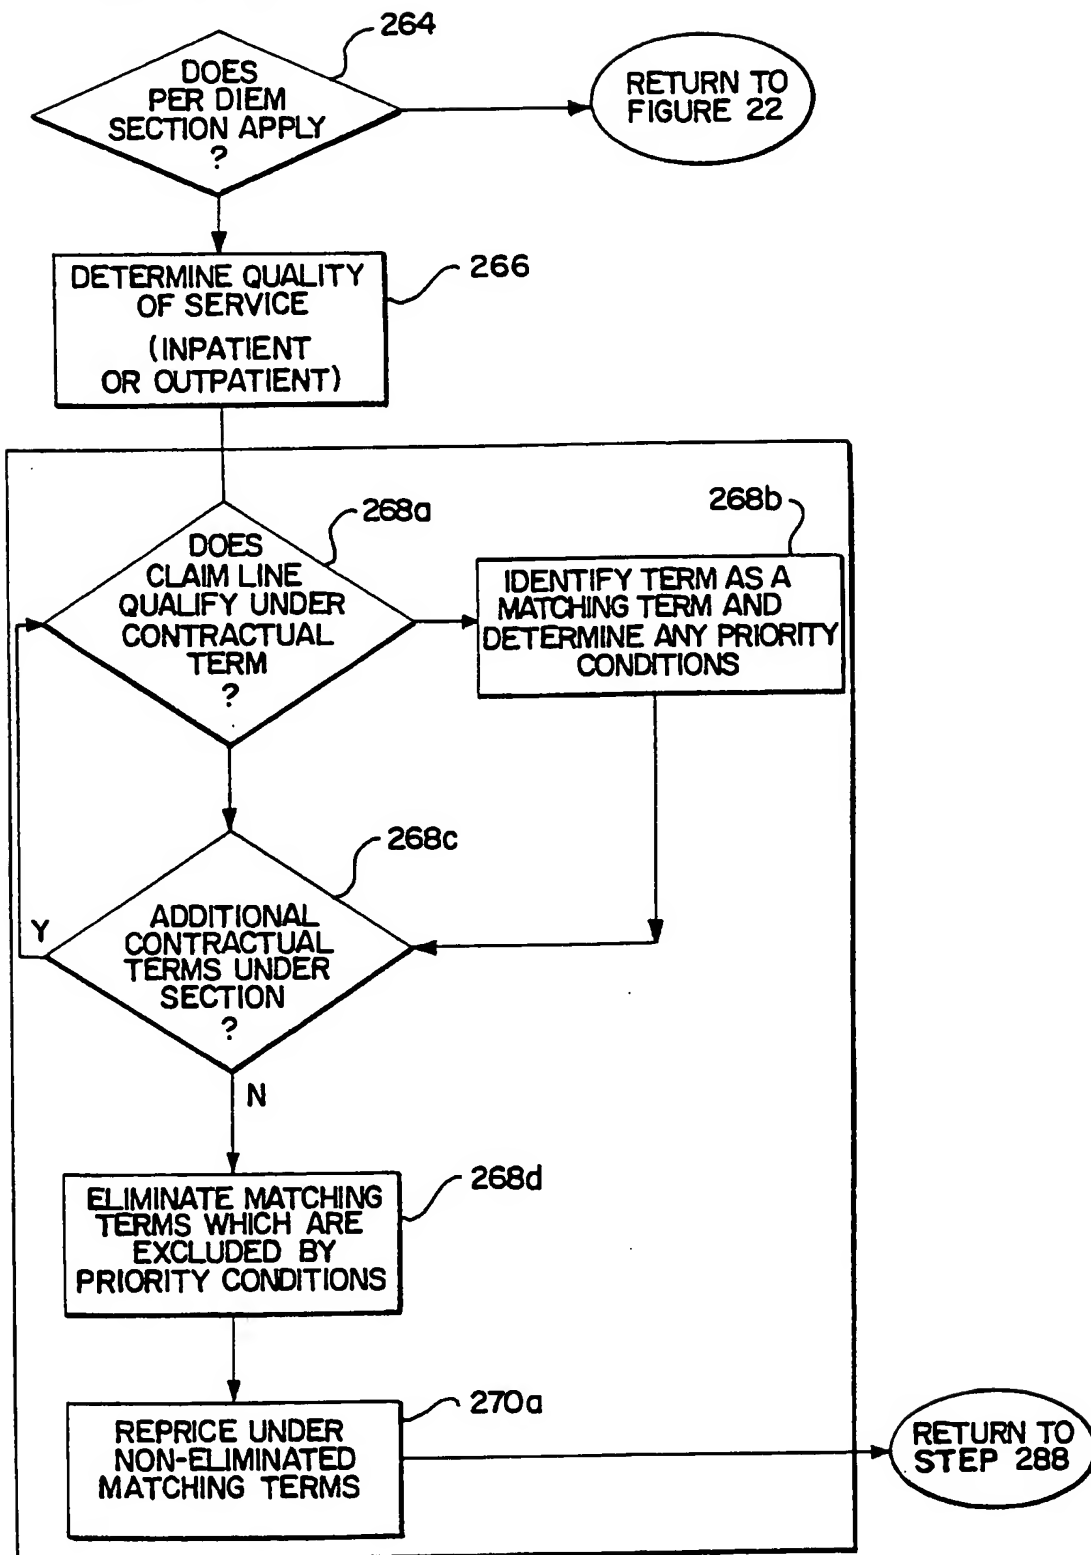 264
DOES
PER DIEM
SECTION APPLY
?
RETURN TO
FIGURE 22
266
DETERMINE QUALITY
OF SERVICE
(INPATIENT
OR OUTPATIENT)
268a
DOES
CLAIM LINE
QUALIFY UNDER
CONTRACTUAL
TERM
?
268b
IDENTIFY TERM AS A
MATCHING TERM AND
DETERMINE ANY PRIORITY
CONDITIONS
268c
Y
ADDITIONAL
CONTRACTUAL
TERMS UNDER
SECTION
?
N
268d
ELIMINATE MATCHING
TERMS WHICH ARE
EXCLUDED BY
PRIORITY CONDITIONS
270a
REPRICE UNDER
NON-ELIMINATED
MATCHING TERMS
RETURN TO
STEP 288